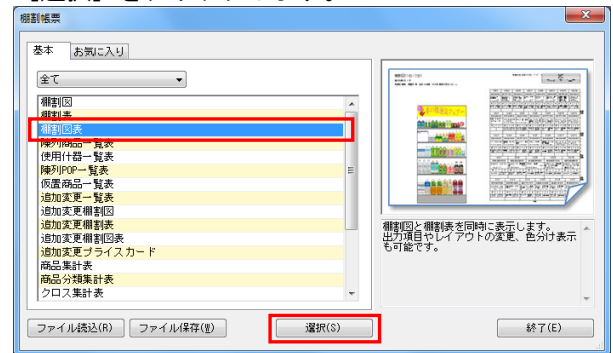 棚割帳票
基本
お気に入り
全て
棚割図
棚割表
棚割図表
陳列商品一覧表
使用什器一覧表
陳列POP一覧表
仮置商品一覧表
追加変更一覧表
追加変更棚割図
追加変更棚割表
追加変更棚割図表
追加変更プライスカード
商品集計表
商品分類集計表
クロス集計表
棚割図と棚割表を同時に表示します。
出力項目やレイアウトの変更、色分け表示
も可能です。
ファイル読込(R)
ファイル保存(W)
選択(S)
終了(E)